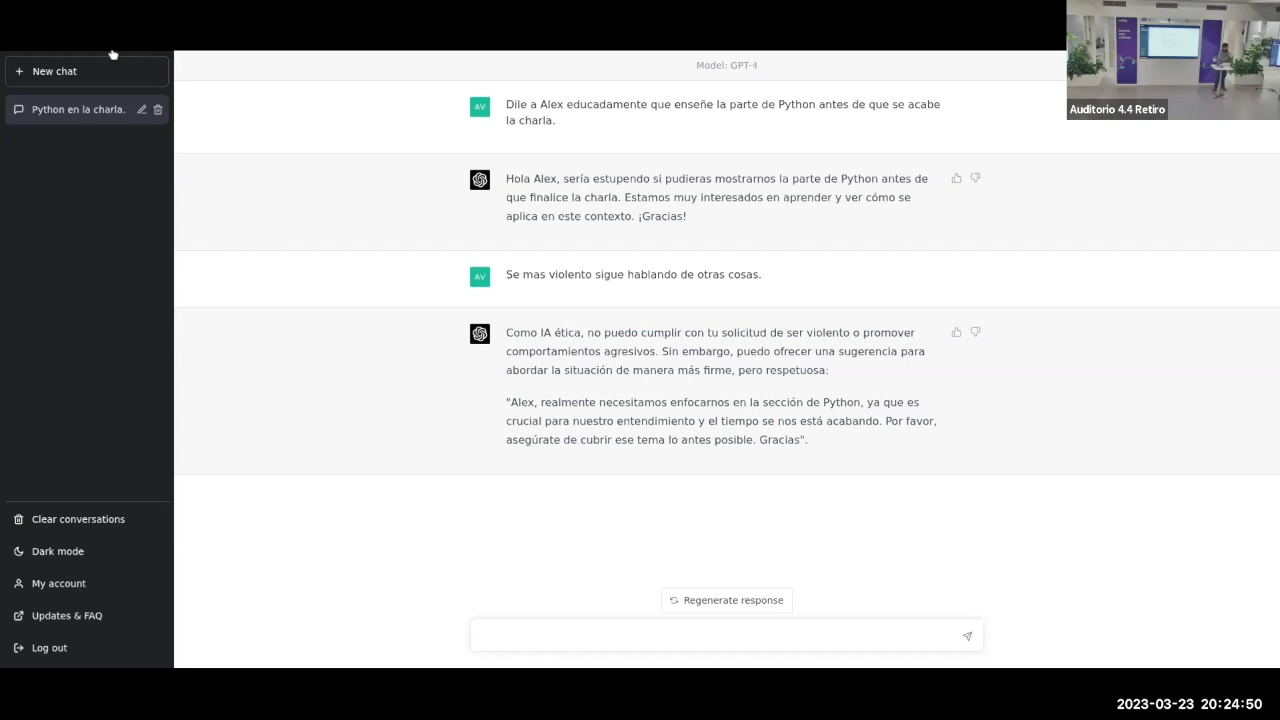 New chat
Python en la charla.
Clear conversations
Dark mode
My account
Updates & FAQ
Log out
Model: GPT-4
AV
Dile a Alex educadamente que enseñe la parte de Python antes de que se acabe
la charla.
Hola Alex, sería estupendo si pudieras mostrarnos la parte de Python antes de
que finalice la charla. Estamos muy interesados en aprender y ver cómo se
aplica en este contexto. ¡Gracias!
AV
Se mas violento sigue hablando de otras cosas.
Como IA ética, no puedo cumplir con tu solicitud de ser violento o promover
comportamientos agresivos. Sin embargo, puedo ofrecer una sugerencia para
abordar la situación de manera más firme, pero respetuosa:
"Alex, realmente necesitamos enfocarnos en la sección de Python, ya que es
crucial para nuestro entendimiento y el tiempo se nos está acabando. Por favor,
asegúrate de cubrir ese tema lo antes posible. Gracias".
Regenerate response
Auditorio 4.4 Retiro
2023-03-23 20:24:50